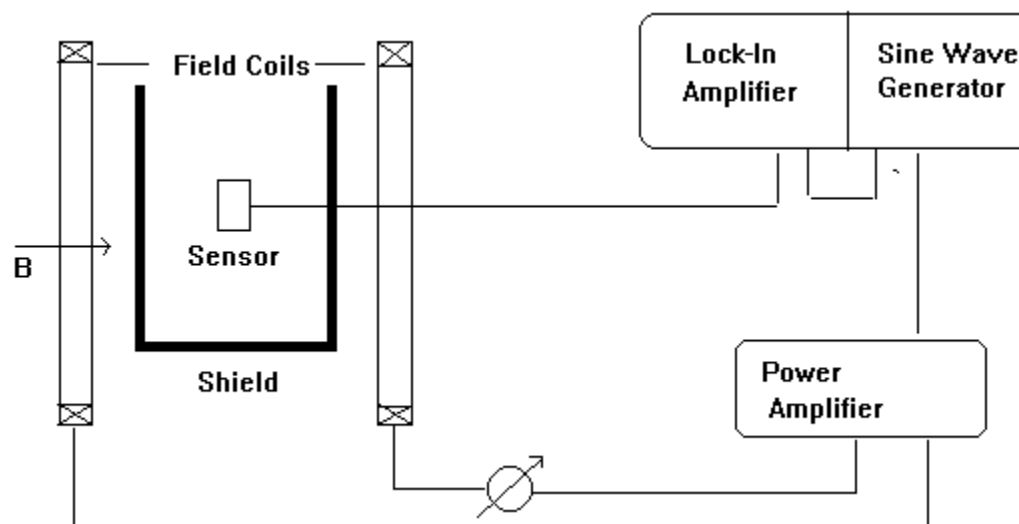 Field Coils
Lock-In
Amplifier
Sine Wave
Generator
Sensor
B
Shield
Power
Amplifier